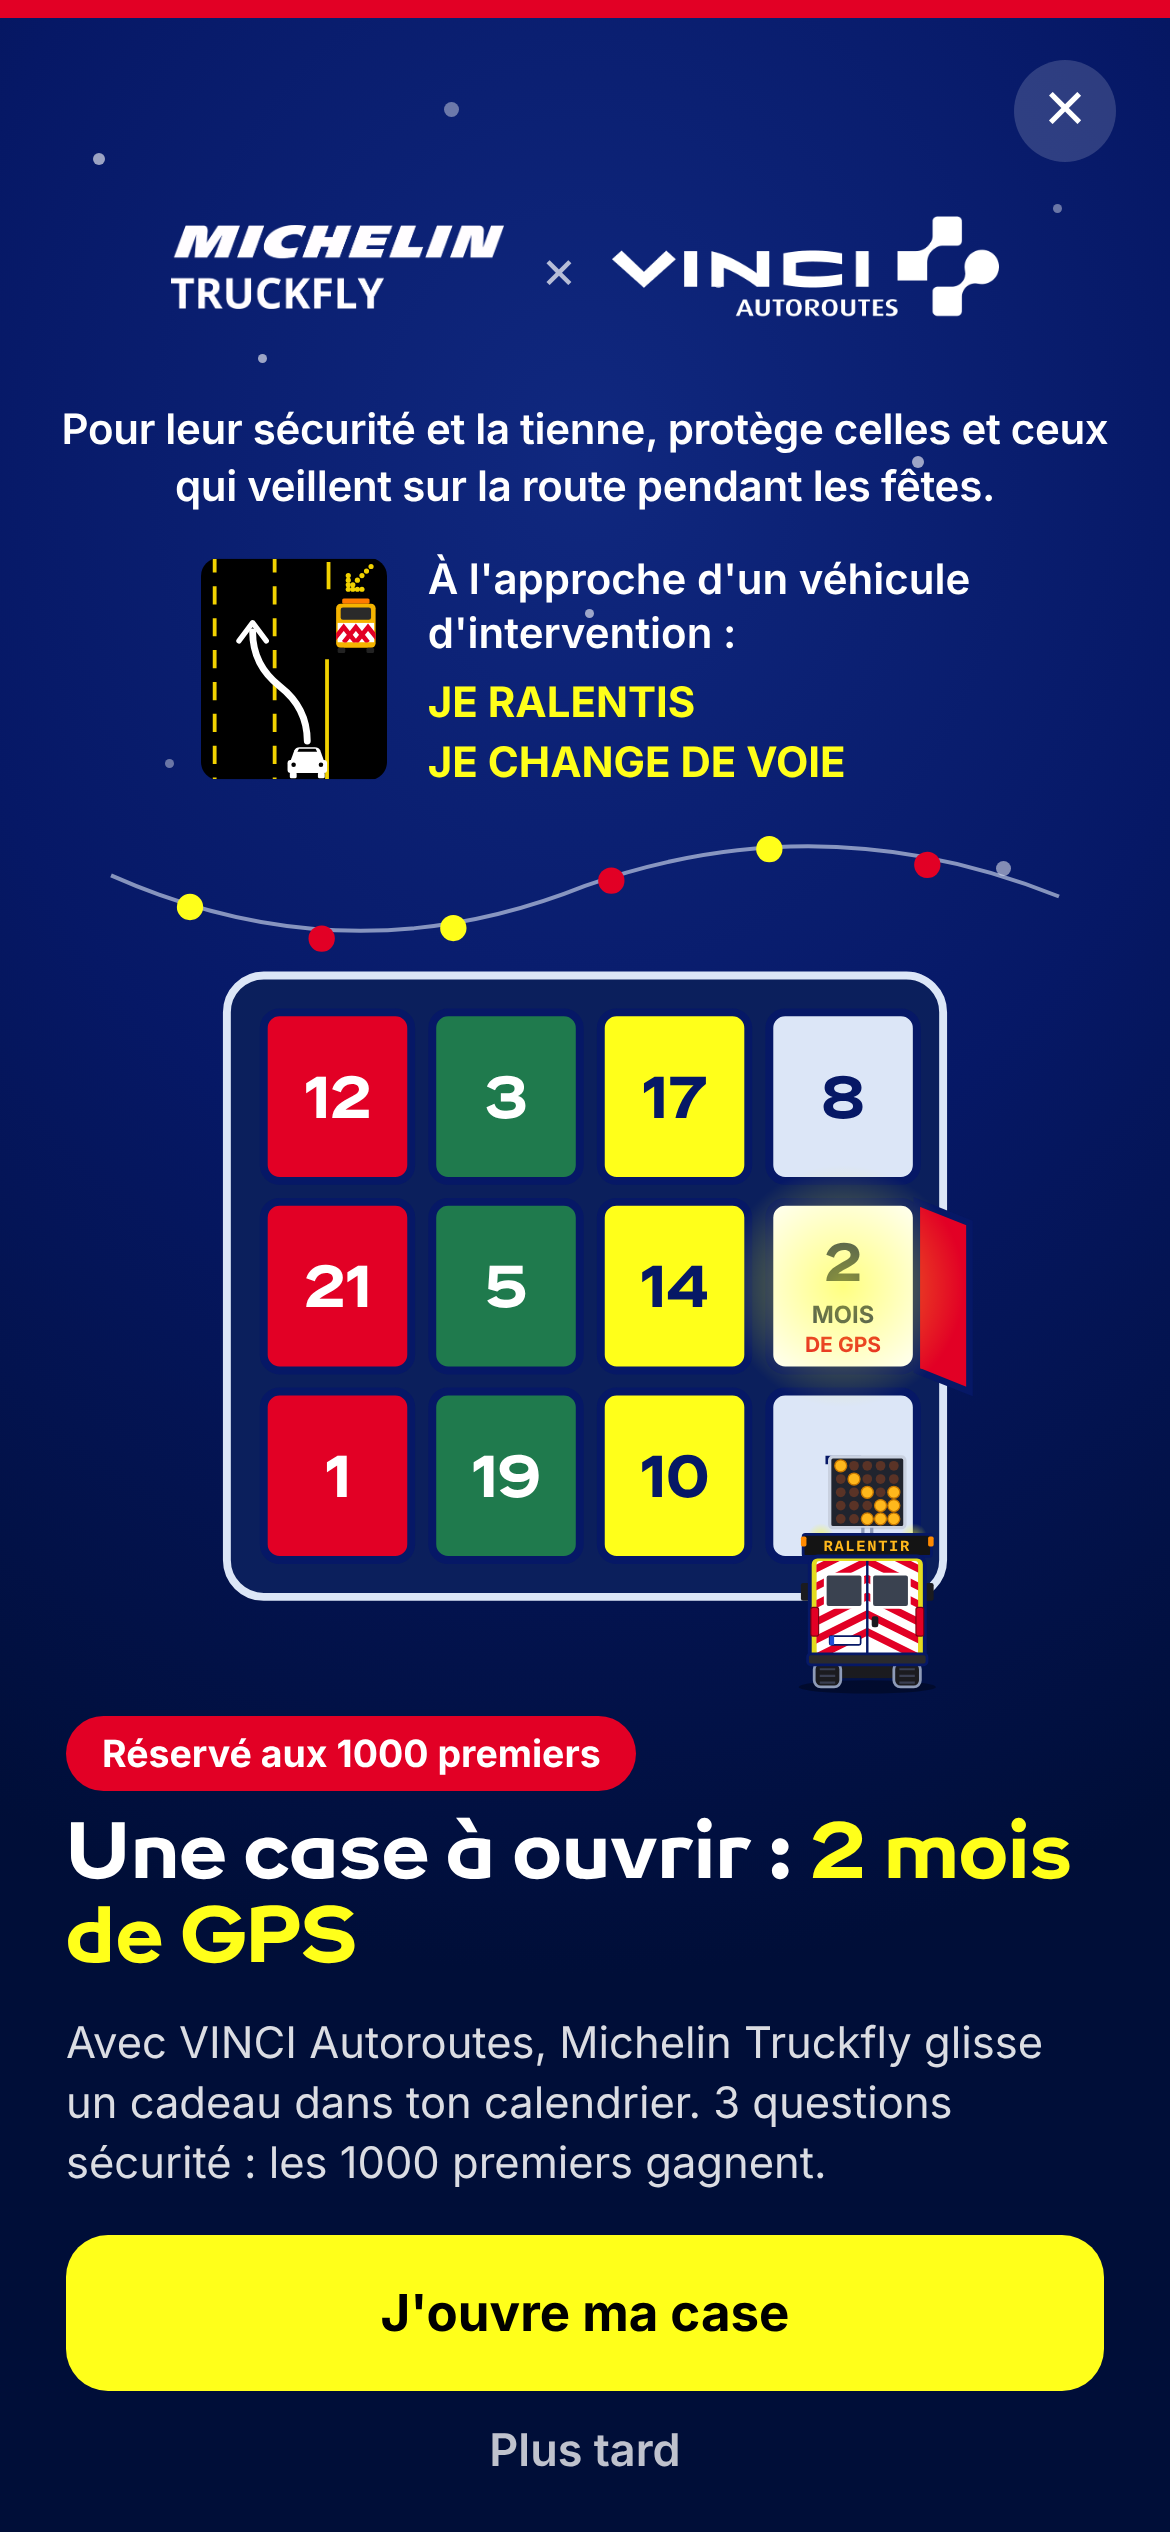 MICHELIN
TRUCKFLY
×
VINCI
AUTOROUTES
Pour leur sécurité et la tienne, protège celles et ceux
qui veillent sur la route pendant les fêtes.
À l'approche d'un véhicule
d'intervention :
JE RALENTIS
JE CHANGE DE VOIE
12 3 17 8
21 5 14 2
MOIS
DE GPS
1 19 10
RALENTIR
Réservé aux 1000 premiers
Une case à ouvrir : 2 mois
de GPS
Avec VINCI Autoroutes, Michelin Truckfly glisse
un cadeau dans ton calendrier. 3 questions
sécurité : les 1000 premiers gagnent.
J'ouvre ma case
Plus tard